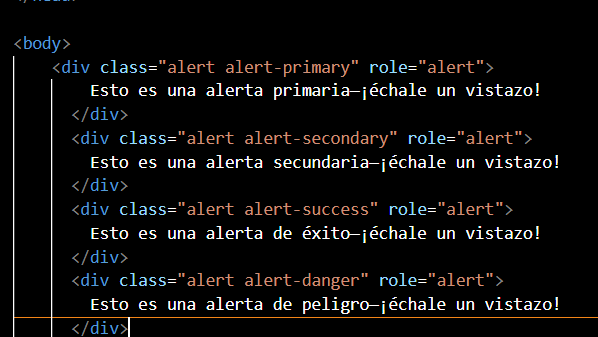 <body>
<div class="alert alert-primary" role="alert">
Esto es una alerta primaria—¡échale un vistazo!
</div>
<div class="alert alert-secondary" role="alert">
Esto es una alerta secundaria—¡échale un vistazo!
</div>
<div class="alert alert-success" role="alert">
Esto es una alerta de éxito—¡échale un vistazo!
</div>
<div class="alert alert-danger" role="alert">
Esto es una alerta de peligro—¡échale un vistazo!
</div>